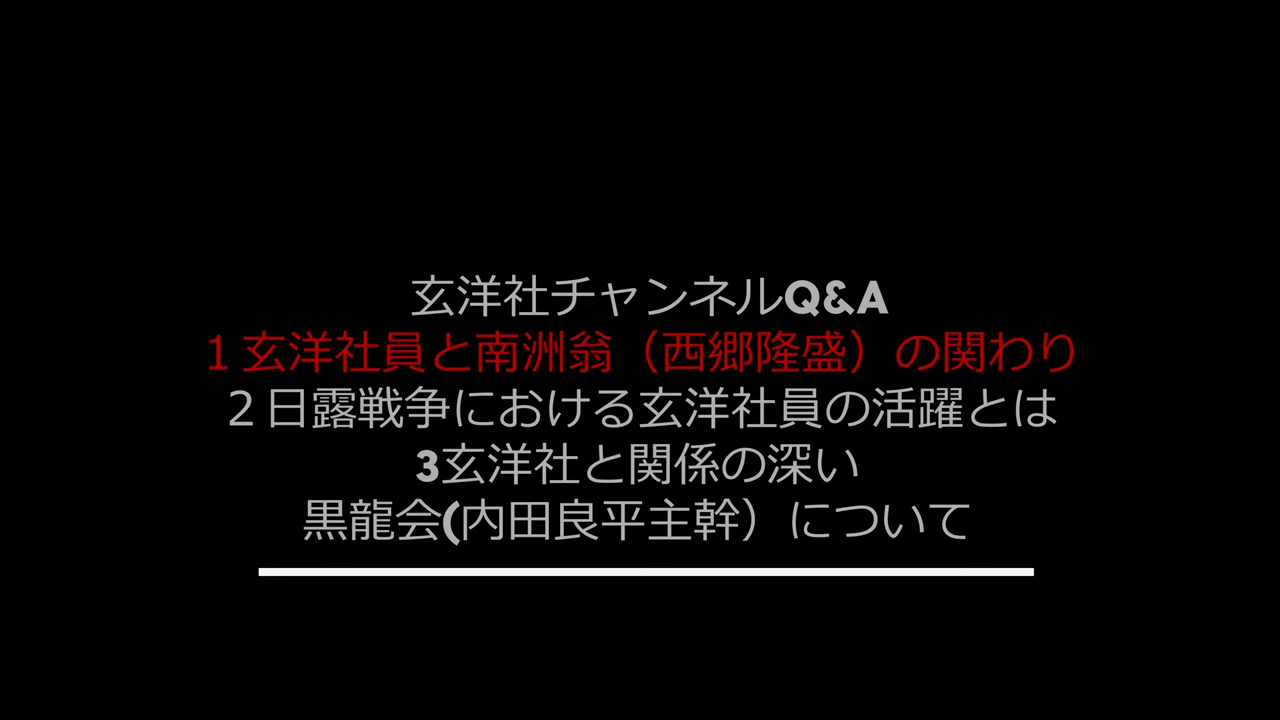 玄洋社チャンネルQ&A
１玄洋社員と南洲翁（西郷隆盛）の関わり
２日露戦争における玄洋社員の活躍とは
3玄洋社と関係の深い
黒龍会(内田良平主幹）について